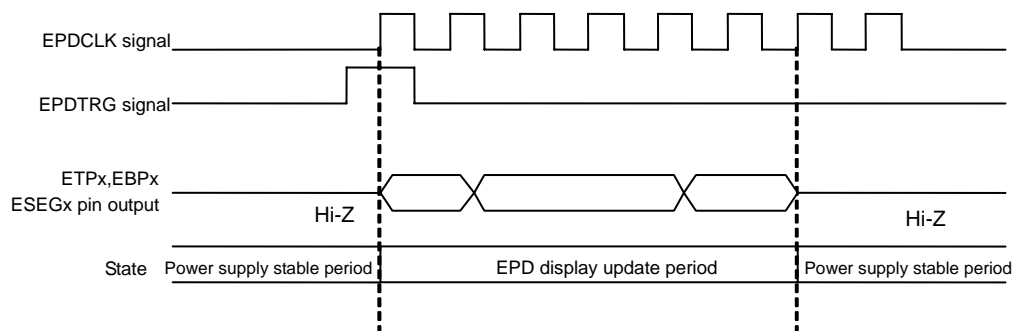 EPDCLK signal
EPDTRG signal
ETPx,EBPx
ESEGx pin output
Hi-Z
Hi-Z
State
Power supply stable period
EPD display update period
Power supply stable period